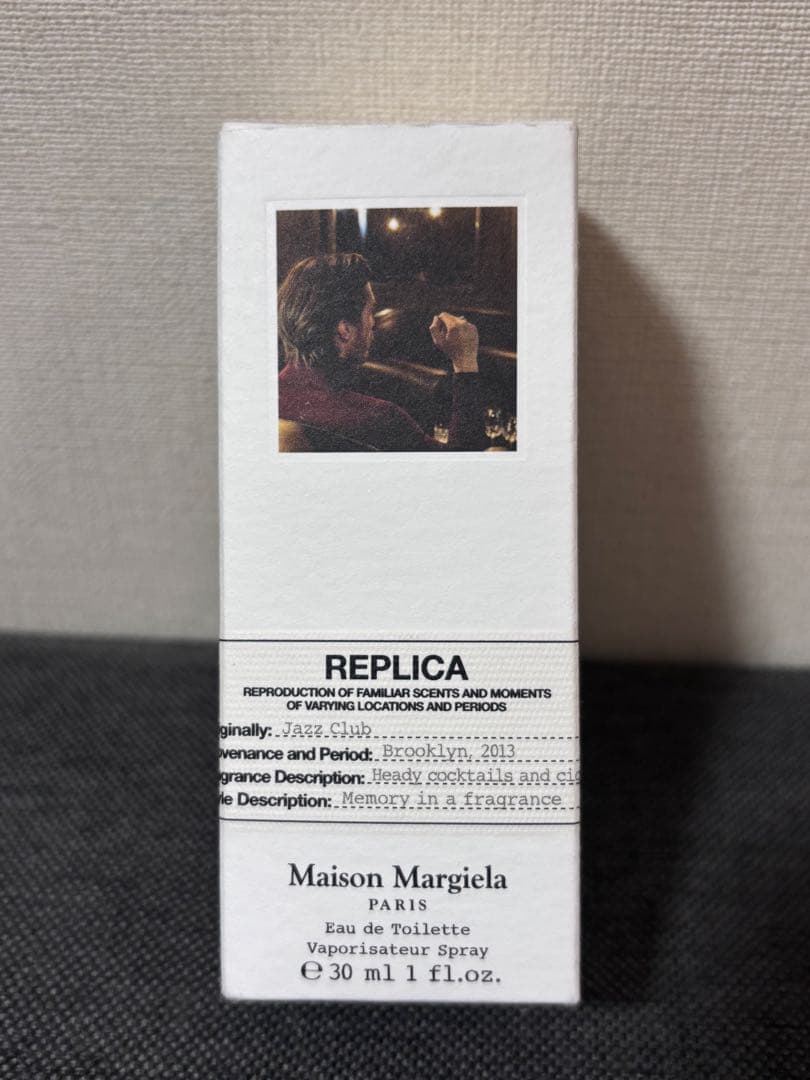 REPLICA
REPRODUCTION OF FAMILIAR SCENTS AND MOMENTS
OF VARYING LOCATIONS AND PERIODS
ginally: Jazz Club
venance and Period: Brooklyn, 2013
grance Description: Heady cocktails and cig
le Description: Memory in a fragrance
Maison Margiela
PARIS
Eau de Toilette
Vaporisateur Spray
℮ 30 ml 1 fl.oz.